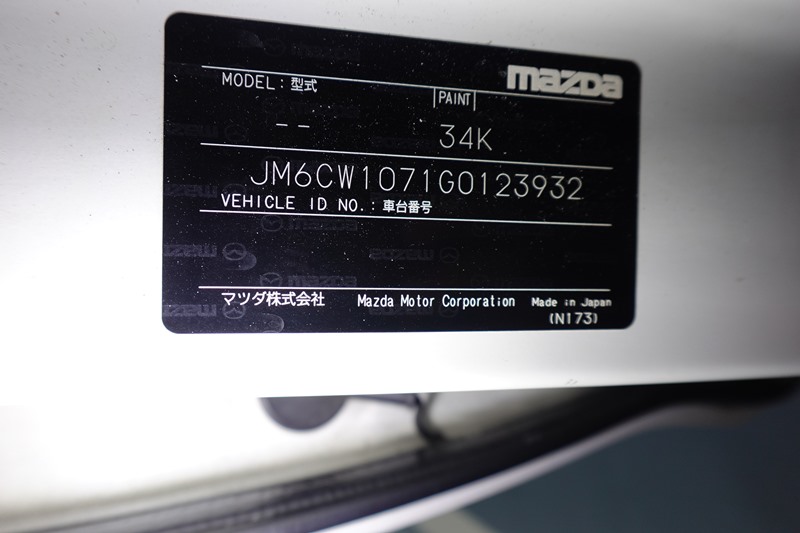 mazda
MODEL : 型式
PAINT
-- 34K
JM6CW1071G0123932
VEHICLE ID NO. : 車台番号
マツダ株式会社 Mazda Motor Corporation Made in Japan
(N173)